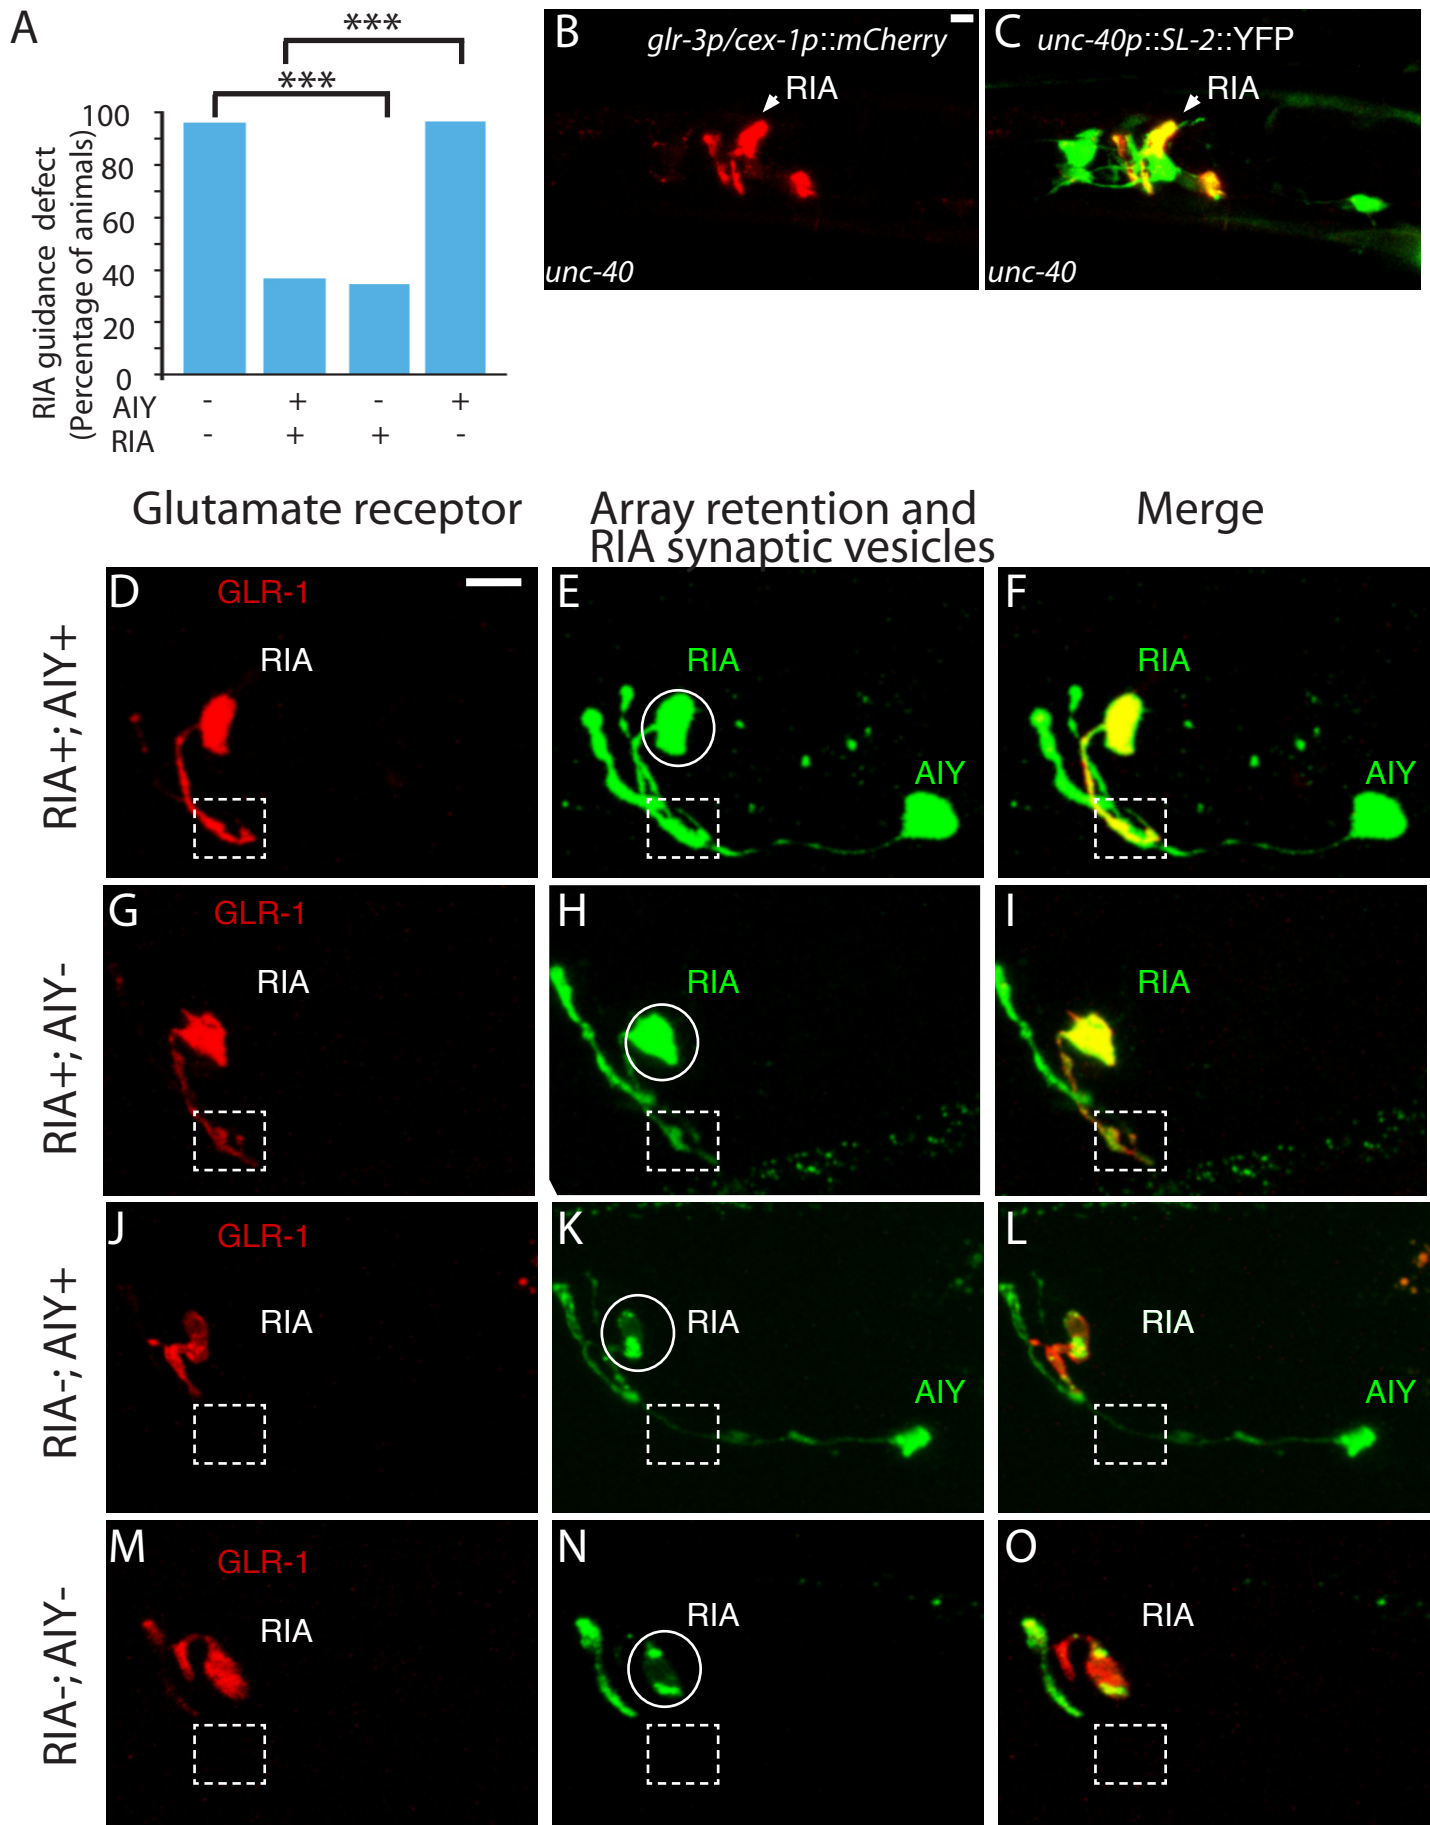 A
***
***
RIA guidance defect
(Percentage of animals)
100
80
60
40
20
0
AIY - + - +
RIA - + + -
B glr-3p/cex-1p::mCherry
RIA
unc-40
C unc-40p::SL-2::YFP
RIA
unc-40
Glutamate receptor
Array retention and
RIA synaptic vesicles
Merge
RIA+; AIY+
D GLR-1
RIA
E
RIA
AIY
F
RIA
AIY
RIA+; AIY-
G GLR-1
RIA
H
RIA
I
RIA
RIA-; AIY+
J GLR-1
RIA
K
RIA
AIY
L
RIA
AIY
RIA-; AIY-
M GLR-1
RIA
N
RIA
O
RIA